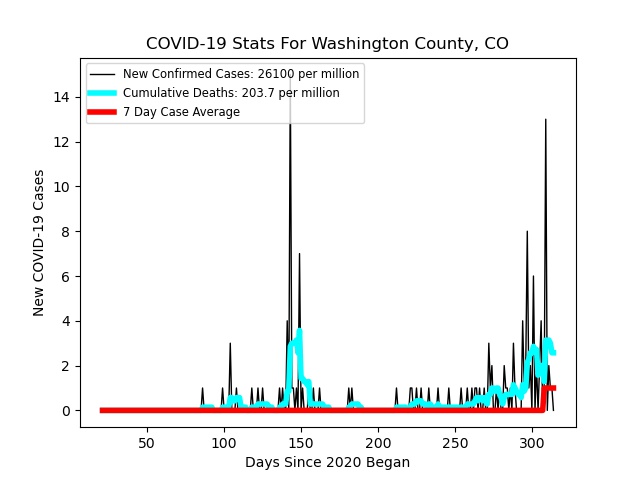 COVID-19 Stats For Washington County, CO
New Confirmed Cases: 26100 per million
Cumulative Deaths: 203.7 per million
7 Day Case Average
New COVID-19 Cases
14
12
10
8
6
4
2
0
50 100 150 200 250 300
Days Since 2020 Began